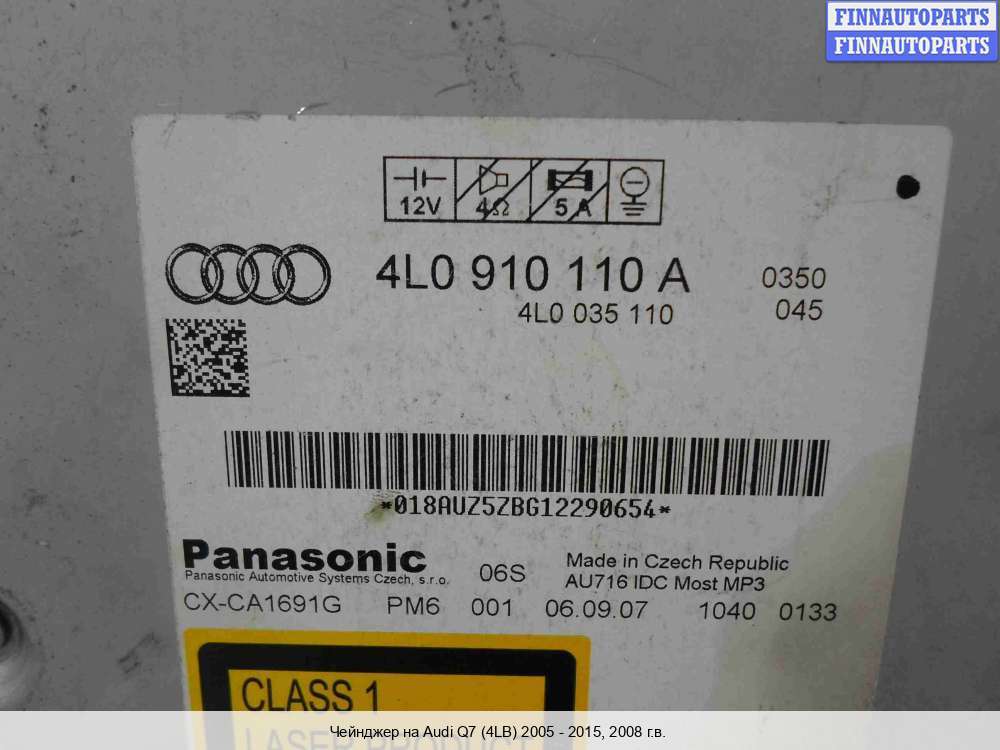 FINNAUTOPARTS
FINNAUTOPARTS
12V 4Ω 5 A
4L0 910 110 A 0350
4L0 035 110 045
*018AUZ5ZBG12290654*
Panasonic
Panasonic Automotive Systems Czech, s.r.o. 06S Made in Czech Republic
AU716 IDC Most MP3
CX-CA1691G PM6 001 06.09.07 1040 0133
CLASS 1
LASER PRODUCT
Чейнджер на Audi Q7 (4LB) 2005 - 2015, 2008 г.в.